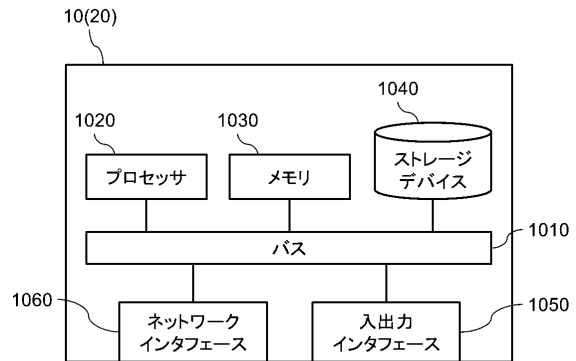 10(20)
1040
1020
1030
プロセッサ
メモリ
ストレージ
デバイス
バス
1010
1060
ネットワーク
インタフェース
入出力
インタフェース
1050